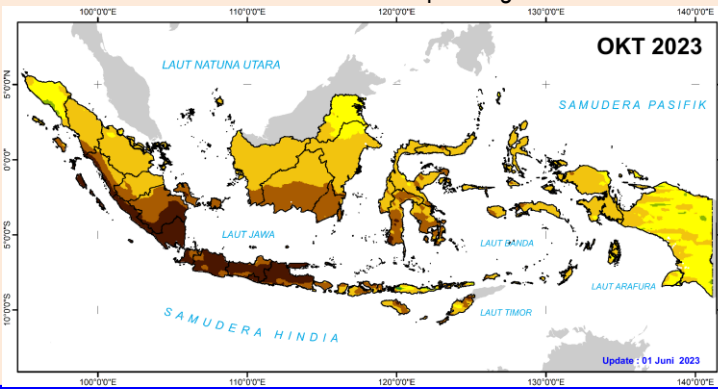 100°0'0"E 110°0'0"E 120°0'0"E 130°0'0"E 140°0'0"E
OKT 2023
LAUT NATUNA UTARA
5°0'0"N
SAMUDERA PASIFIK
0°0'0"
LAUT JAWA
LAUT BANDA
5°0'0"S
LAUT ARAFURA
SAMUDERA HINDIA
LAUT TIMOR
10°0'0"S
Update : 01 Juni 2023
100°0'0"E 110°0'0"E 120°0'0"E 130°0'0"E 140°0'0"E